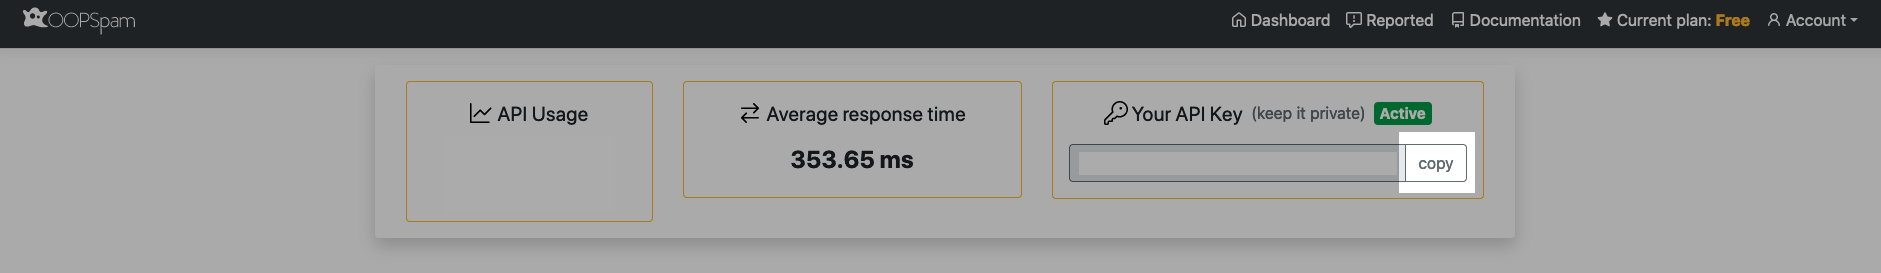 OOPSpam
Dashboard Reported Documentation Current plan: Free Account
API Usage
Average response time
353.65 ms
Your API Key (keep it private) Active
copy